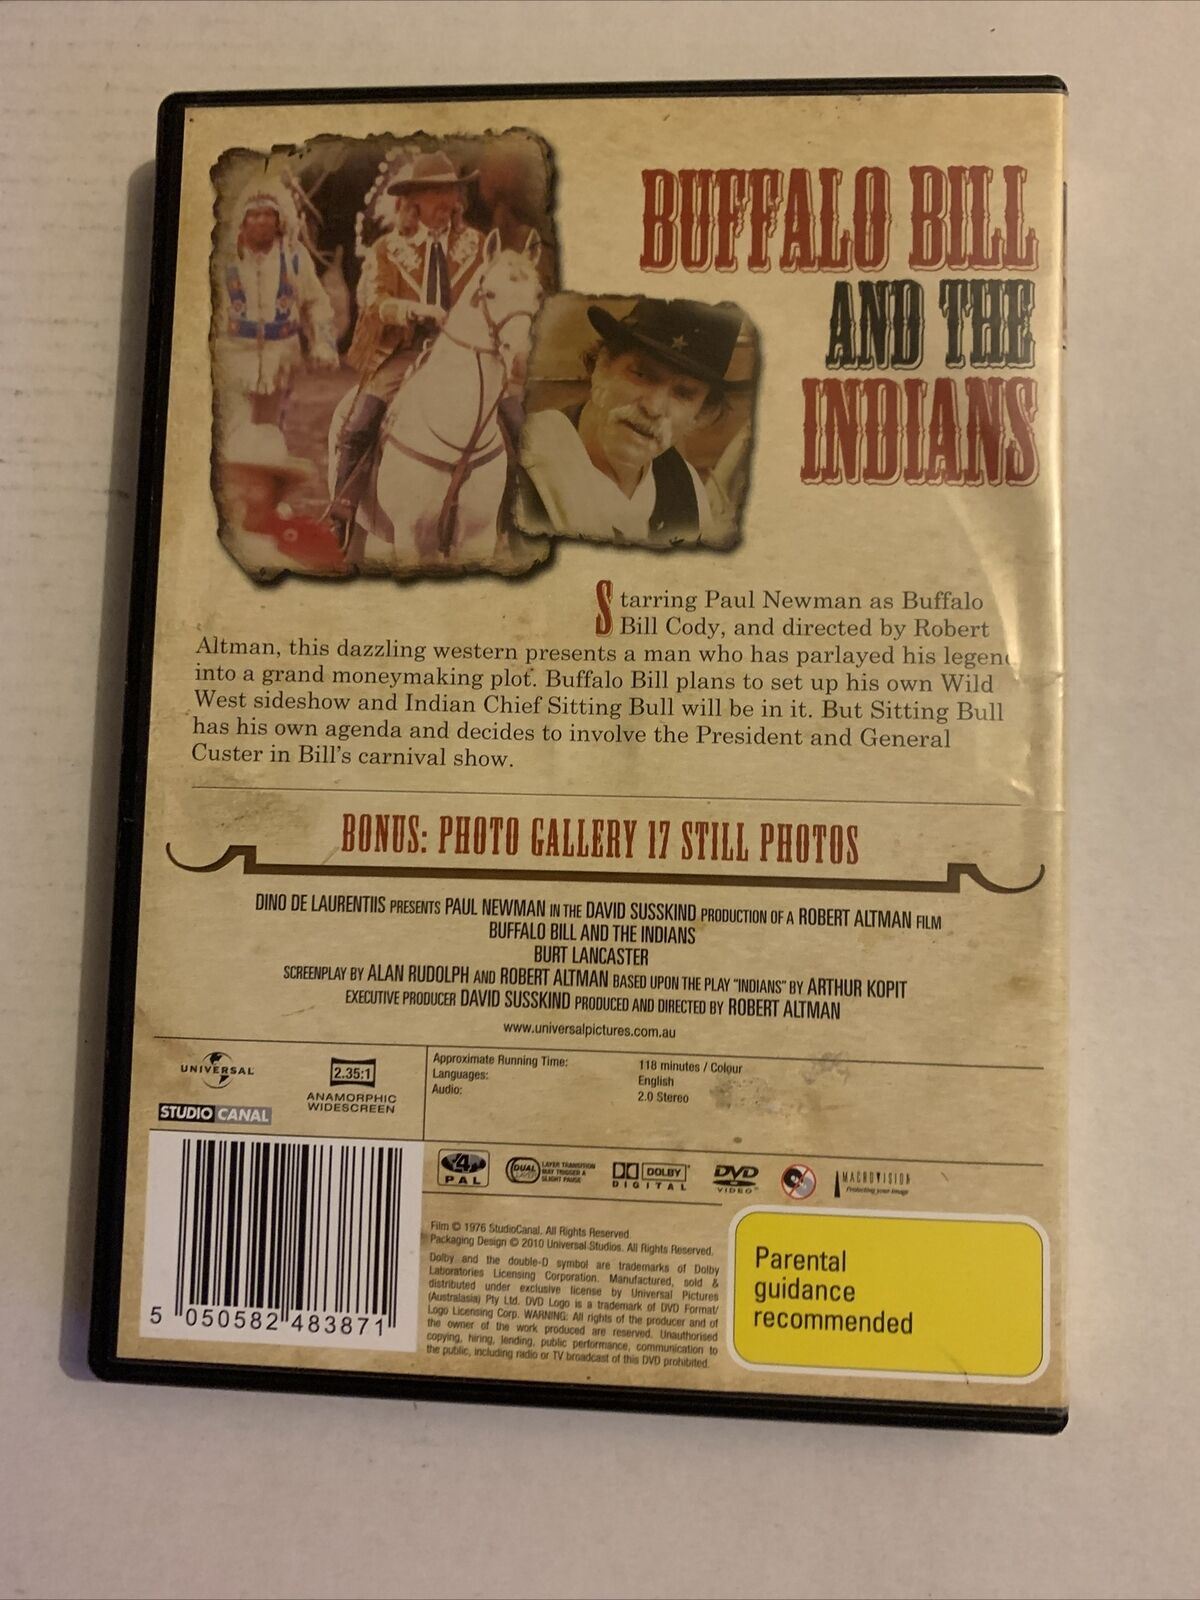 BUFFALO BILL
AND THE
INDIANS
Starring Paul Newman as Buffalo
Bill Cody, and directed by Robert
Altman, this dazzling western presents a man who has parlayed his legend
into a grand moneymaking plot. Buffalo Bill plans to set up his own Wild
West sideshow and Indian Chief Sitting Bull will be in it. But Sitting Bull
has his own agenda and decides to involve the President and General
Custer in Bill's carnival show.
BONUS: PHOTO GALLERY 17 STILL PHOTOS
DINO DE LAURENTIIS PRESENTS PAUL NEWMAN IN THE DAVID SUSSKIND PRODUCTION OF A ROBERT ALTMAN FILM
BUFFALO BILL AND THE INDIANS
BURT LANCASTER
SCREENPLAY BY ALAN RUDOLPH AND ROBERT ALTMAN BASED UPON THE PLAY "INDIANS" BY ARTHUR KOPIT
EXECUTIVE PRODUCER DAVID SUSSKIND PRODUCED AND DIRECTED BY ROBERT ALTMAN
www.universalpictures.com.au
UNIVERSAL
STUDIO CANAL
2.35:1
ANAMORPHIC
WIDESCREEN
Approximate Running Time: 118 minutes / Colour
Languages: English
Audio: 2.0 Stereo
4
PAL
DUAL
LAYER TRANSITION
MAY TRIGGER A
SLIGHT PAUSE
DOLBY
DIGITAL
DVD
VIDEO
MACROVISION
Protecting your image
Film © 1976 StudioCanal. All Rights Reserved.
Packaging Design © 2010 Universal Studios. All Rights Reserved.
Dolby and the double-D symbol are trademarks of Dolby
Laboratories Licensing Corporation. Manufactured, sold &
distributed under exclusive license by Universal Pictures
(Australasia) Pty Ltd. DVD Logo is a trademark of DVD Format/
Logo Licensing Corp. WARNING: All rights of the producer and of
the owner of the work produced are reserved. Unauthorised
copying, hiring, lending, public performance, communication to
the public, including radio or TV broadcast of this DVD prohibited.
Parental
guidance
recommended
5 050582 483871